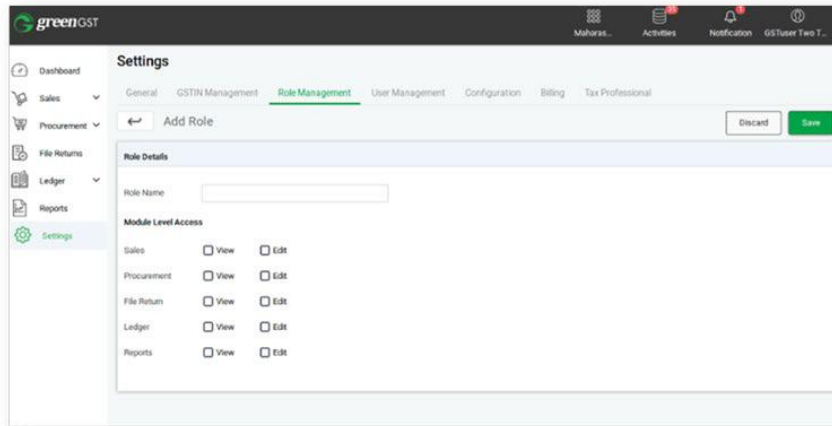 greenGST
Maharas...
Activities
Notification
GSTuser Two T...
Dashboard
Sales
Procurement
File Returns
Ledger
Reports
Settings
Settings
General GSTIN Management Role Management User Management Configuration Billing Tax Professional
Add Role
Discard Save
Role Details
Role Name
Module Level Access
Sales View Edit
Procurement View Edit
File Return View Edit
Ledger View Edit
Reports View Edit